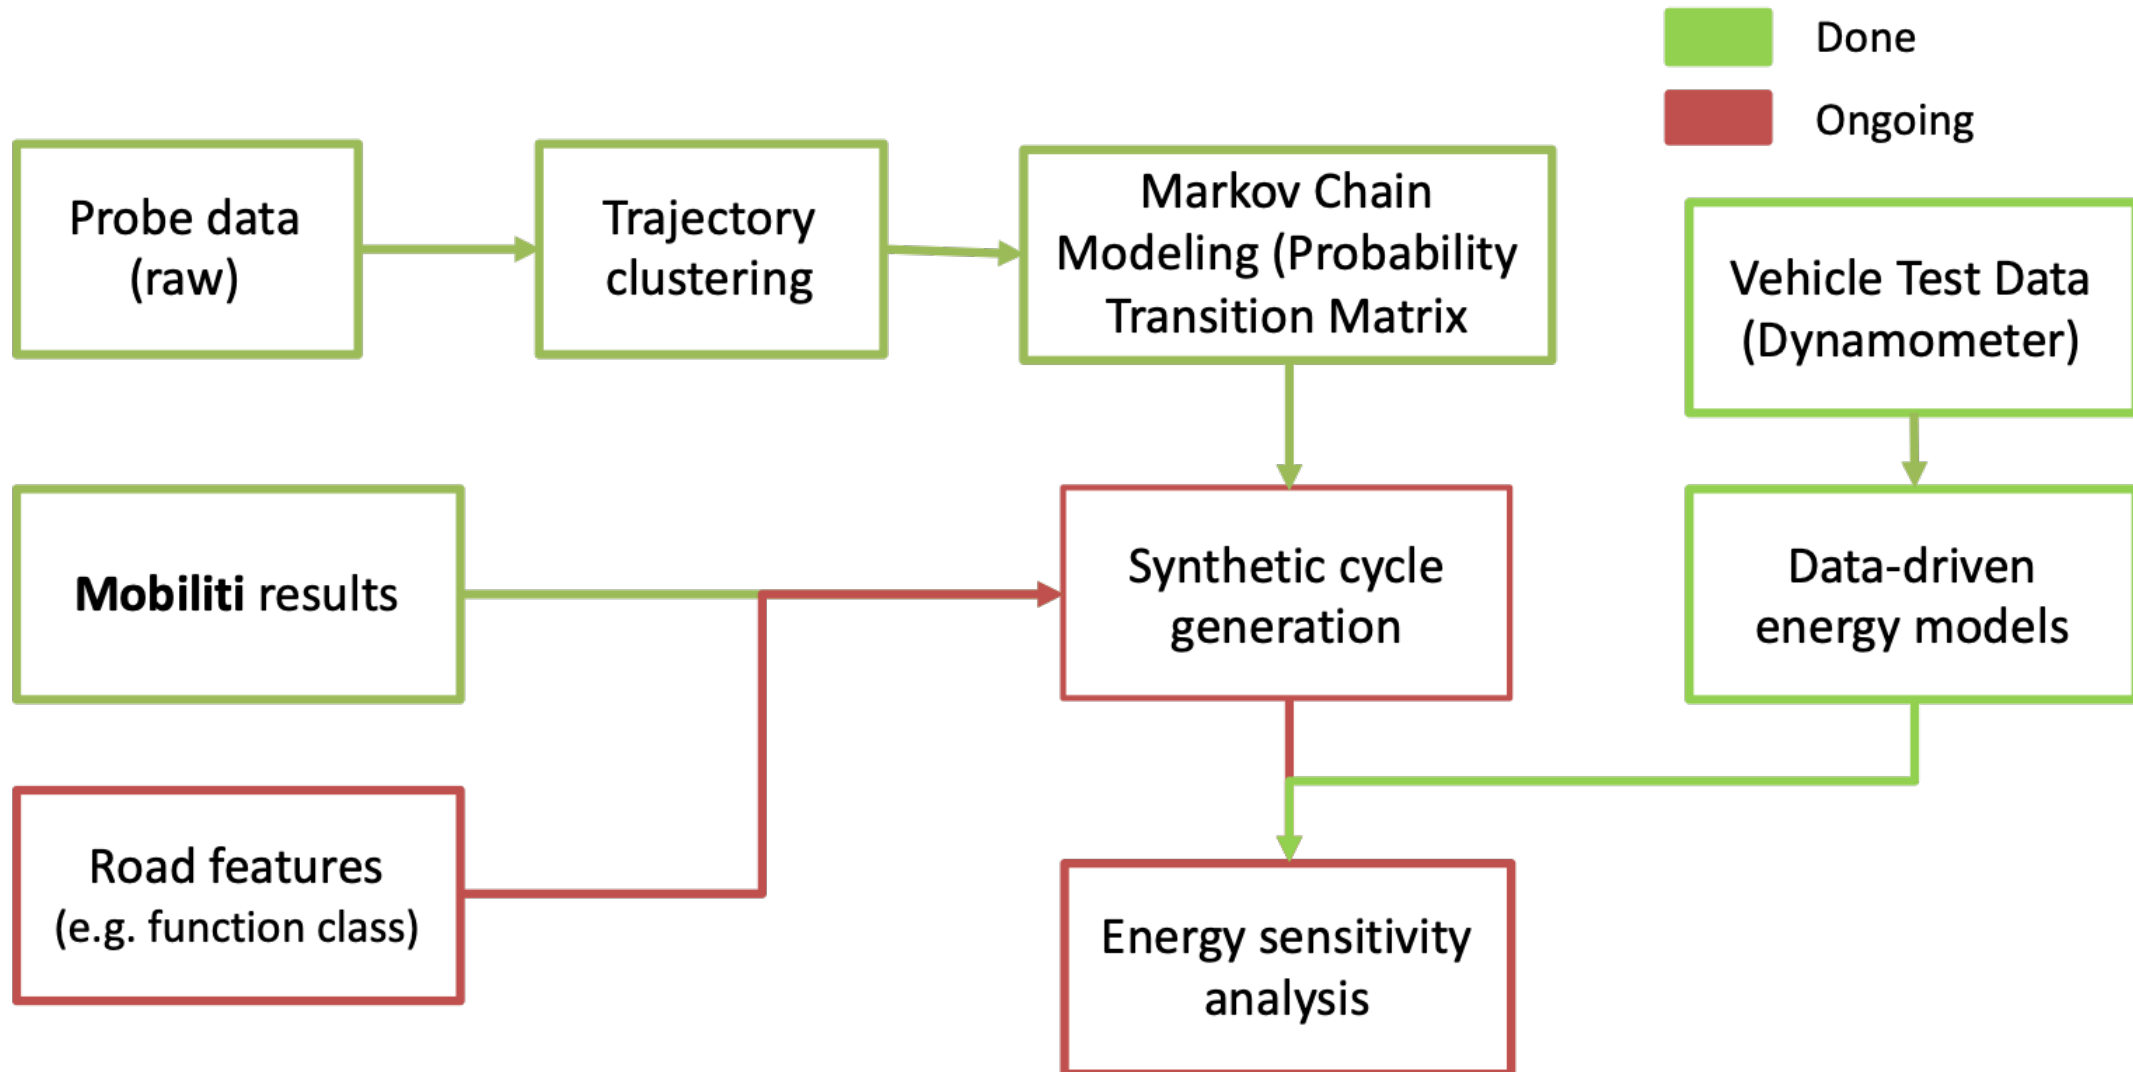 Done
Ongoing
Probe data
(raw)
Trajectory
clustering
Markov Chain
Modeling (Probability
Transition Matrix
Vehicle Test Data
(Dynamometer)
Mobiliti results
Synthetic cycle
generation
Data-driven
energy models
Road features
(e.g. function class)
Energy sensitivity
analysis